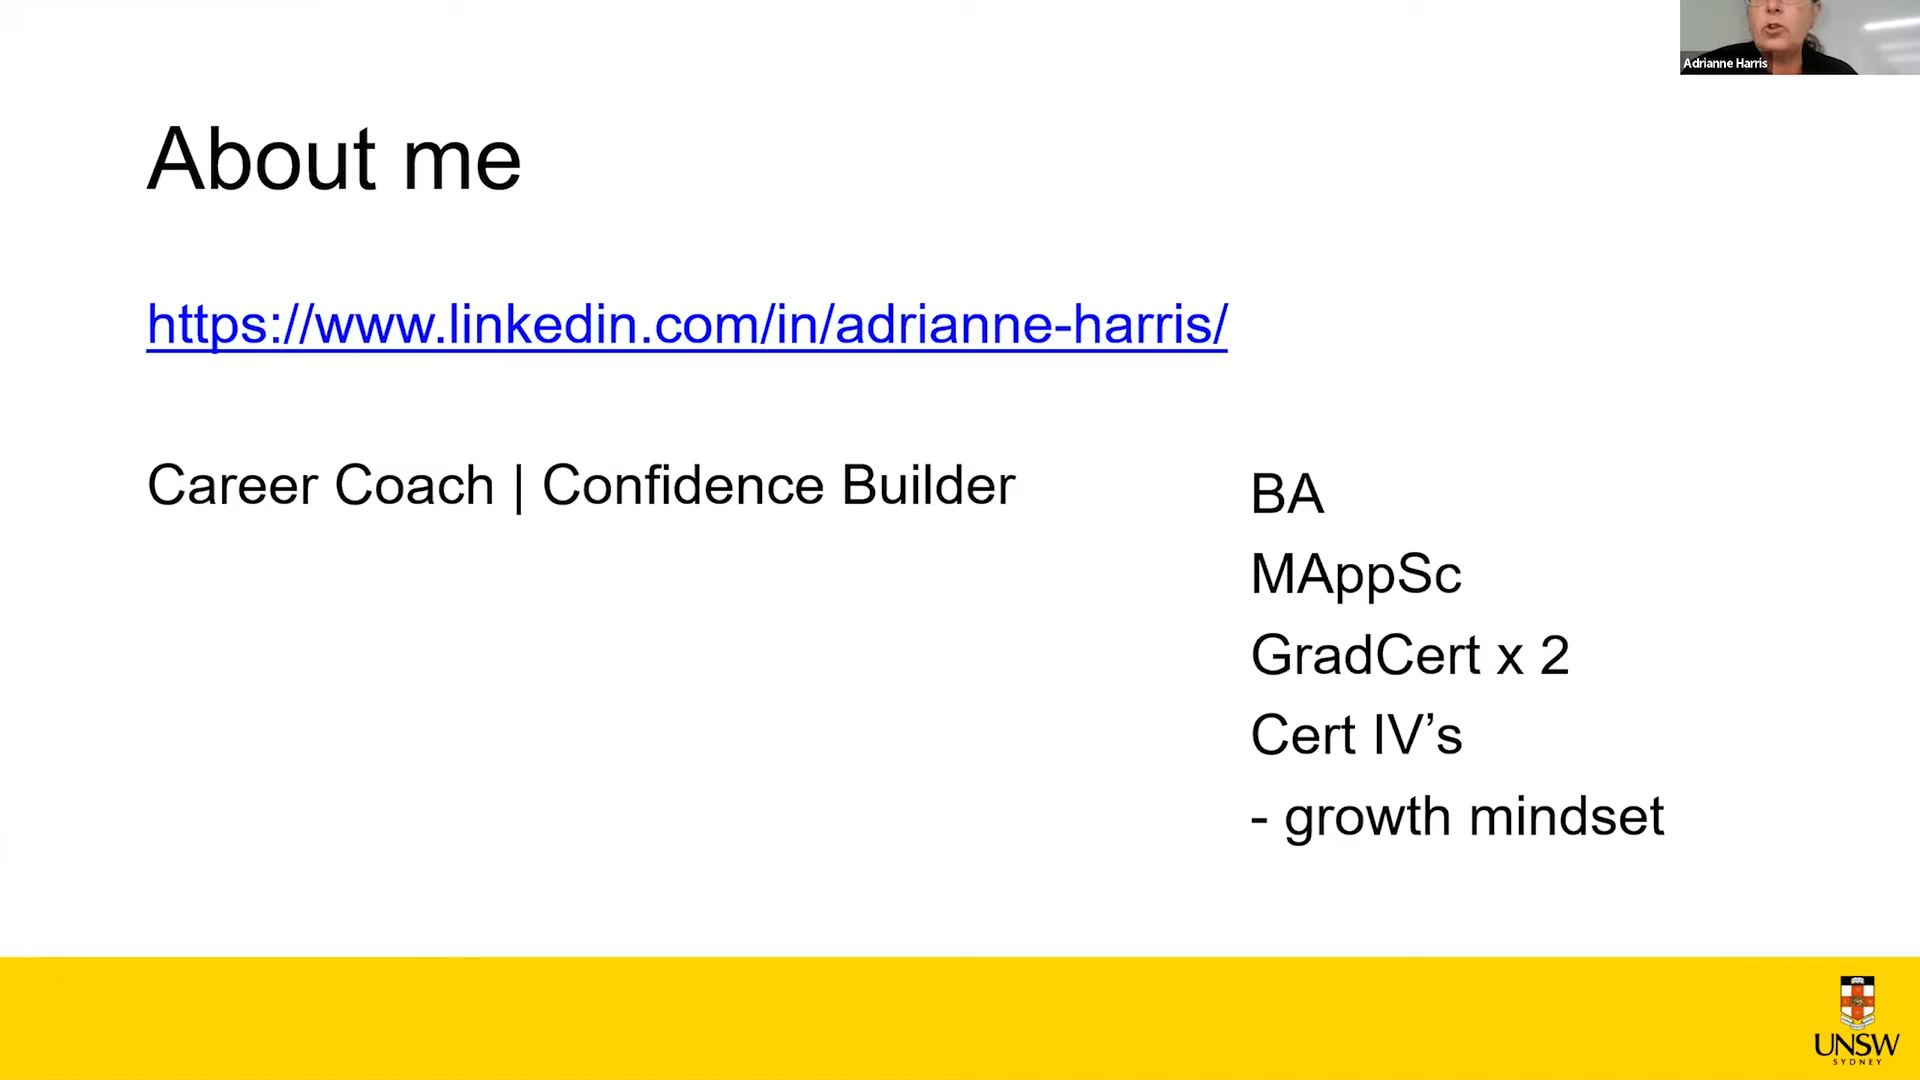 Adrianne Harris
About me
https://www.linkedin.com/in/adrianne-harris/
Career Coach | Confidence Builder
BA
MAppSc
GradCert x 2
Cert IV’s
- growth mindset
UNSW
SYDNEY